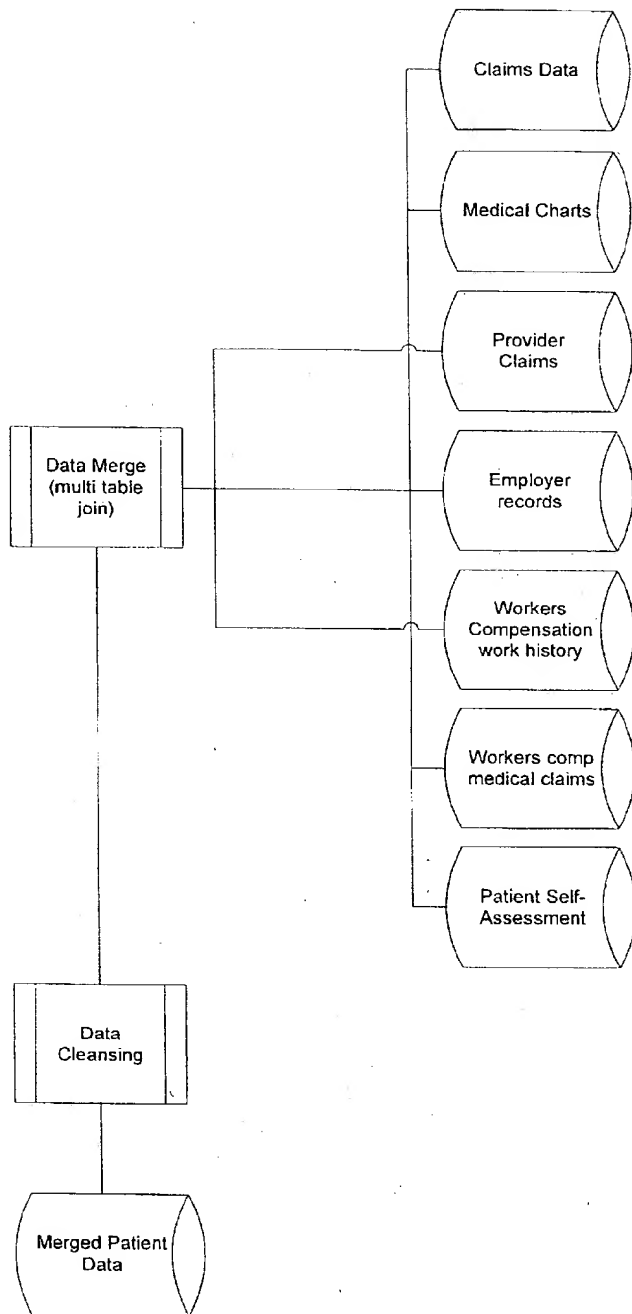 Claims Data
Medical Charts
Provider
Claims
Data Merge
(multi table
join)
Employer
records
Workers
Compensation
work history
Workers comp
medical claims
Patient Self-
Assessment
Data
Cleansing
Merged Patient
Data